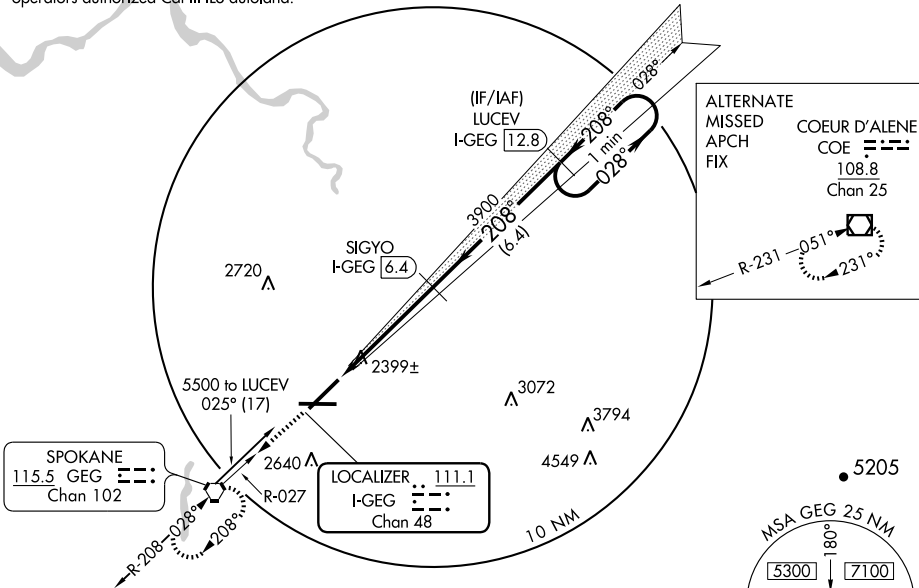 operators authorized Cat III ILS autoland.
(IF/IAF)
LUCEV
I-GEG 12.8
208°
028°
1 min
028°
3900
208°
(6.4)
SIGYO
I-GEG 6.4
ALTERNATE
MISSED
APCH
FIX
COEUR D'ALENE
COE
108.8
Chan 25
R-231
051°
231°
2720
2399±
3072
3794
4549
5500 to LUCEV
025° (17)
SPOKANE
115.5 GEG
Chan 102
2640
R-027
LOCALIZER 111.1
I-GEG
Chan 48
R-208
028°
208°
10 NM
5205
MSA GEG 25 NM
180°
5300
7100